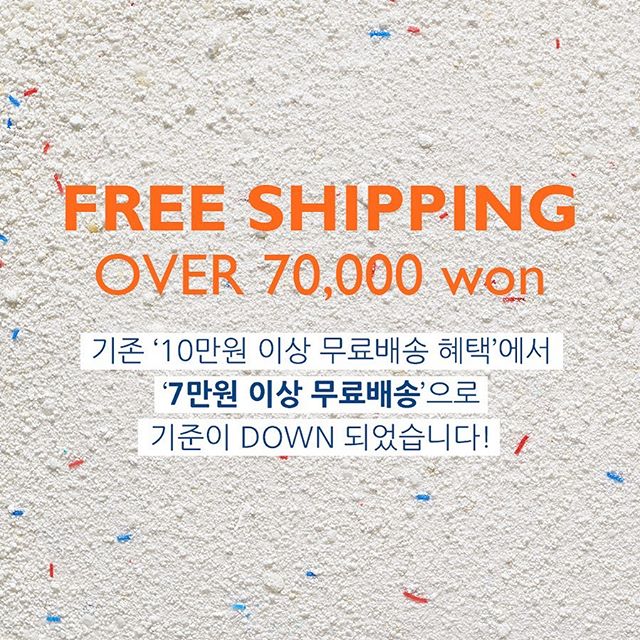 FREE SHIPPING
OVER 70,000 won
기존 ‘10만원 이상 무료배송 혜택’에서
‘7만원 이상 무료배송’으로
기준이 DOWN 되었습니다!